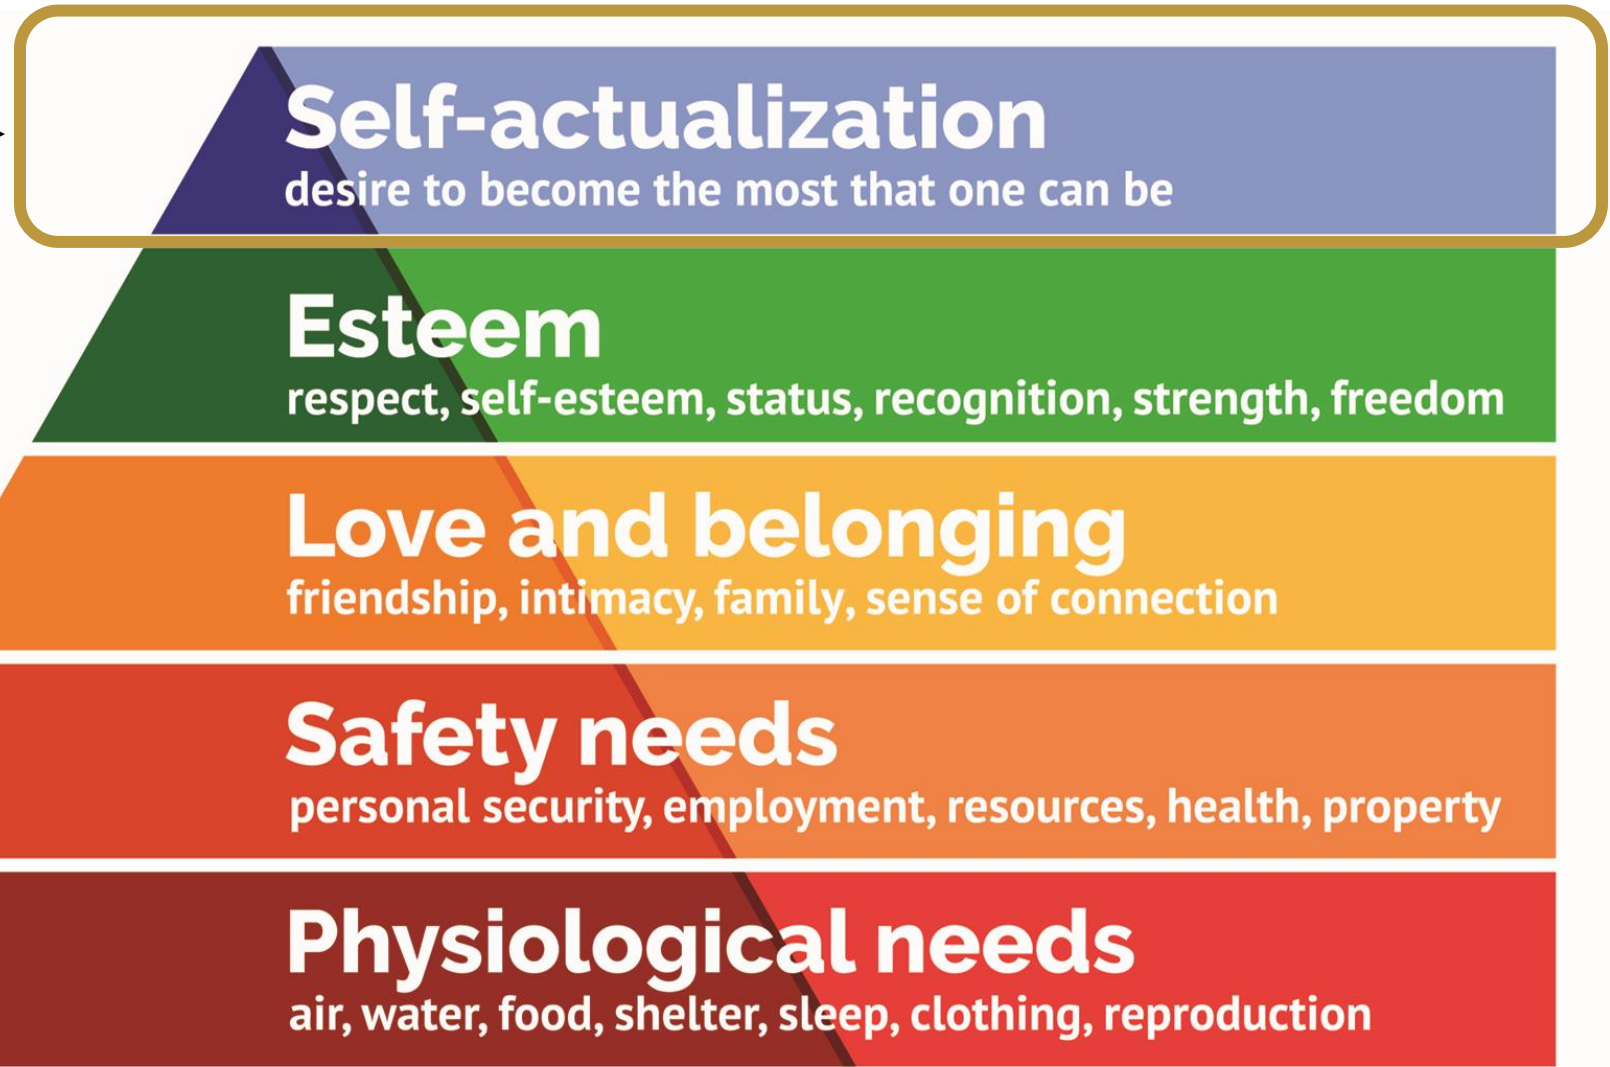 Self-actualization
desire to become the most that one can be
Esteem
respect, self-esteem, status, recognition, strength, freedom
Love and belonging
friendship, intimacy, family, sense of connection
Safety needs
personal security, employment, resources, health, property
Physiological needs
air, water, food, shelter, sleep, clothing, reproduction